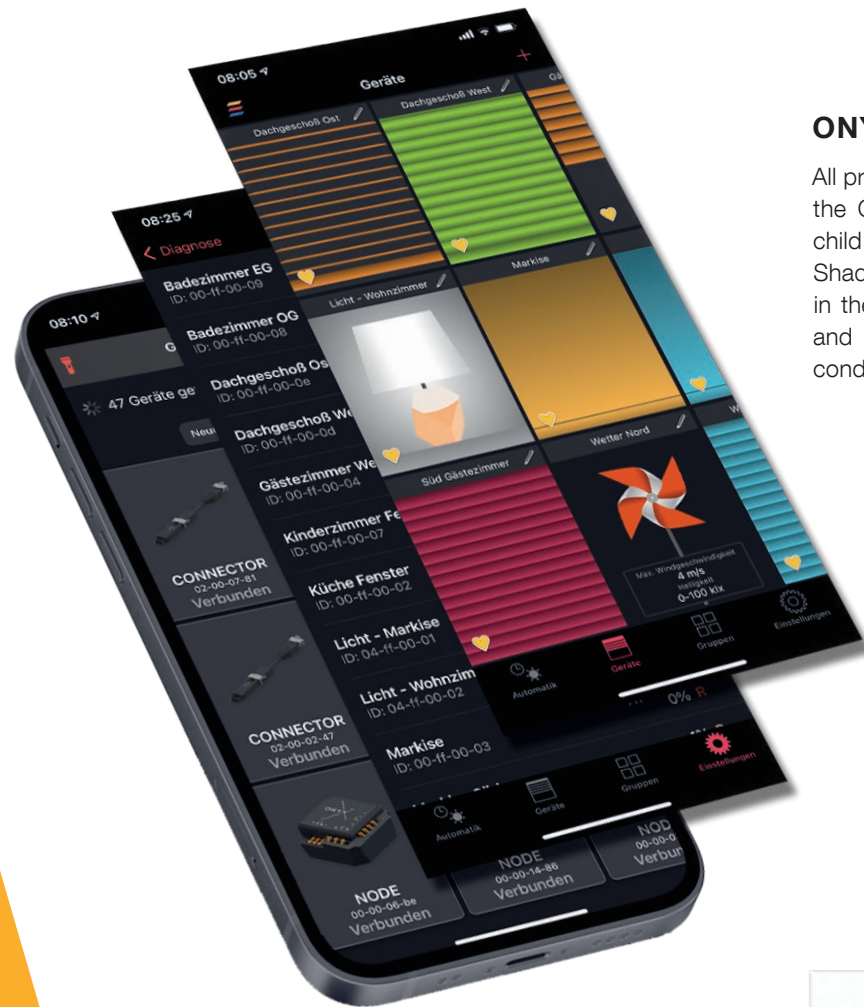 08:05
Geräte
Dachgeschoß Ost
Dachgeschoß West
Licht - Wohnzimmer
Markise
Süd Gästezimmer
Wetter Nord
Max. Windgeschwindigkeit
4 m/s
Helligkeit
0-100 klx
Automatik
Geräte
Gruppen
Einstellungen
08:25
Diagnose
Badezimmer EG
ID: 00-ff-00-09
Badezimmer OG
ID: 00-ff-00-08
Dachgeschoß Os
ID: 00-ff-00-0e
Dachgeschoß We
ID: 00-ff-00-0d
Gästezimmer We
ID: 00-ff-00-04
Kinderzimmer Fe
ID: 00-ff-00-07
Küche Fenster
ID: 00-ff-00-02
Licht - Markise
ID: 04-ff-00-01
Licht - Wohnzim
ID: 04-ff-00-02
0% R
Markise
ID: 00-ff-00-03
Automatik
Geräte
Gruppen
Einstellungen
08:10
G
47 Geräte ge
Neu
CONNECTOR
02-00-07-81
Verbunden
CONNECTOR
02-00-02-47
Verbunden
ONYX
NODE
00-00-06-be
Verbunden
NODE
00-00-14-86
Verbunden
NOD
00-00-0
Verbun
ONY
All pr
the C
child
Shad
in the
and
cond